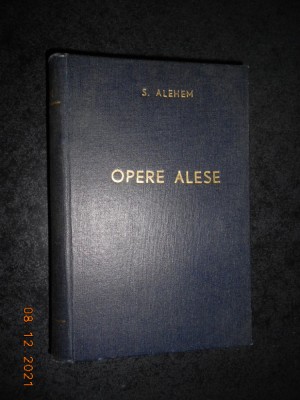 S. ALEHEM
OPERE ALESE
08/12/2021